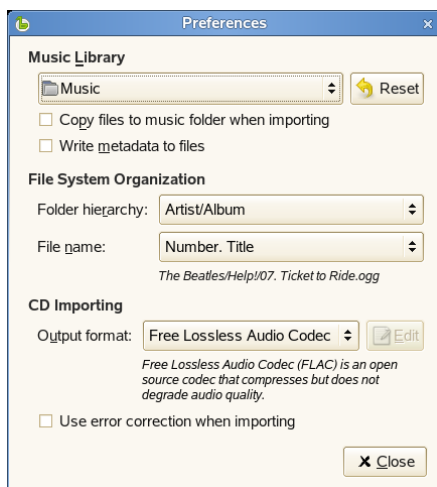 Preferences
Music Library
Music Reset
Copy files to music folder when importing
Write metadata to files
File System Organization
Folder hierarchy: Artist/Album
File name: Number. Title
The Beatles/Help!/07. Ticket to Ride.ogg
CD Importing
Output format: Free Lossless Audio Codec Edit
Free Lossless Audio Codec (FLAC) is an open
source codec that compresses but does not
degrade audio quality.
Use error correction when importing
Close